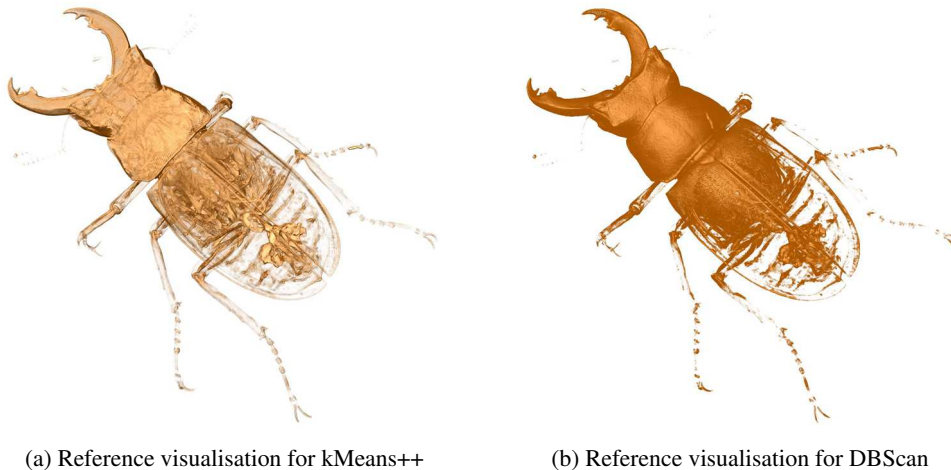 (a) Reference visualisation for kMeans++
(b) Reference visualisation for DBScan